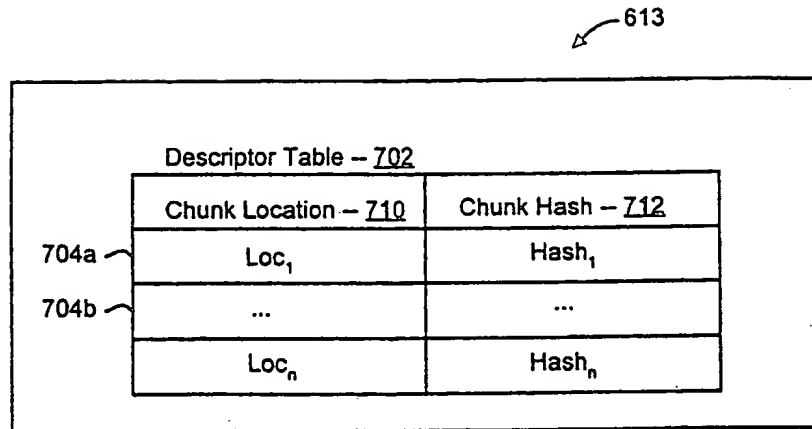 613
Descriptor Table – 702
Chunk Location – 710 Chunk Hash – 712
704a Loc₁ Hash₁
704b ... ...
Locₙ Hashₙ